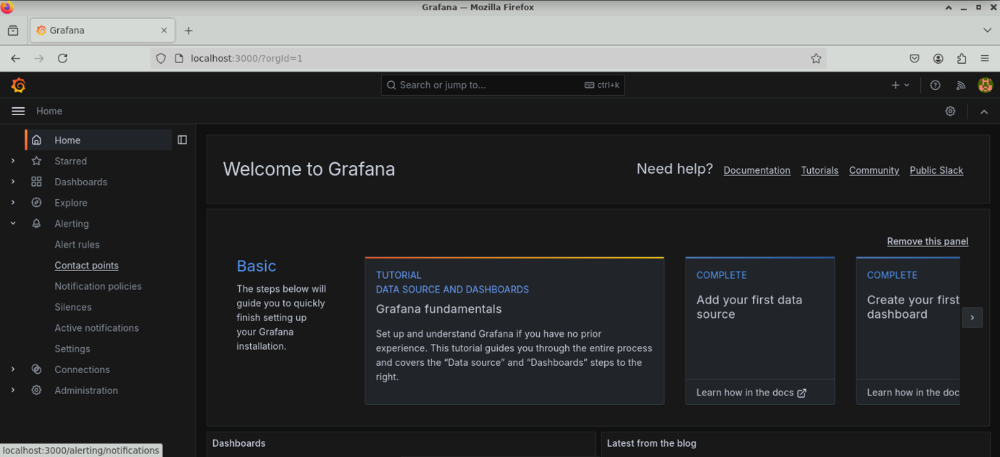 Grafana — Mozilla Firefox
Grafana
localhost:3000/?orgId=1
Search or jump to...
ctrl+k
Home
Home
Starred
Dashboards
Explore
Alerting
Alert rules
Contact points
Notification policies
Silences
Active notifications
Settings
Connections
Administration
Welcome to Grafana
Need help?
Documentation
Tutorials
Community
Public Slack
Remove this panel
Basic
The steps below will
guide you to quickly
finish setting up
your Grafana
installation.
TUTORIAL
DATA SOURCE AND DASHBOARDS
Grafana fundamentals
Set up and understand Grafana if you have no prior
experience. This tutorial guides you through the entire process
and covers the “Data source” and “Dashboards” steps to the
right.
COMPLETE
Add your first data
source
Learn how in the docs
COMPLETE
Create your first
dashboard
Learn how in the doc
Dashboards
Latest from the blog
localhost:3000/alerting/notifications